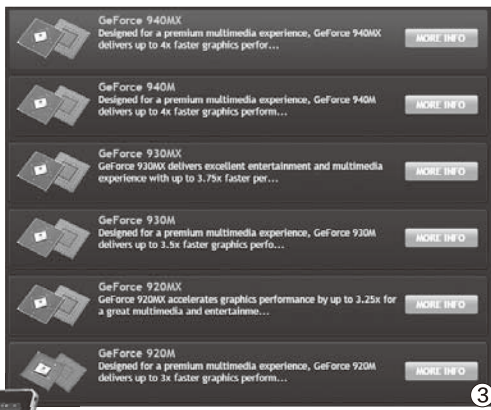 GeForce 940MX
Designed for a premium multimedia experience, GeForce 940MX
delivers up to 4x faster graphics perfor...
MORE INFO
GeForce 940M
Designed for a premium multimedia experience, GeForce 940M
delivers up to 4x faster graphics perform...
MORE INFO
GeForce 930MX
GeForce 930MX delivers excellent entertainment and multimedia
experience with up to 3.75x faster per...
MORE INFO
GeForce 930M
Designed for a premium multimedia experience, GeForce 930M
delivers up to 3.5x faster graphics perfo...
MORE INFO
GeForce 920MX
GeForce 920MX accelerates graphics performance by up to 3.25x for
a great multimedia and entertainme...
MORE INFO
GeForce 920M
Designed for a premium multimedia experience, GeForce 920M
delivers up to 3x faster graphics perform...
MORE INFO
③